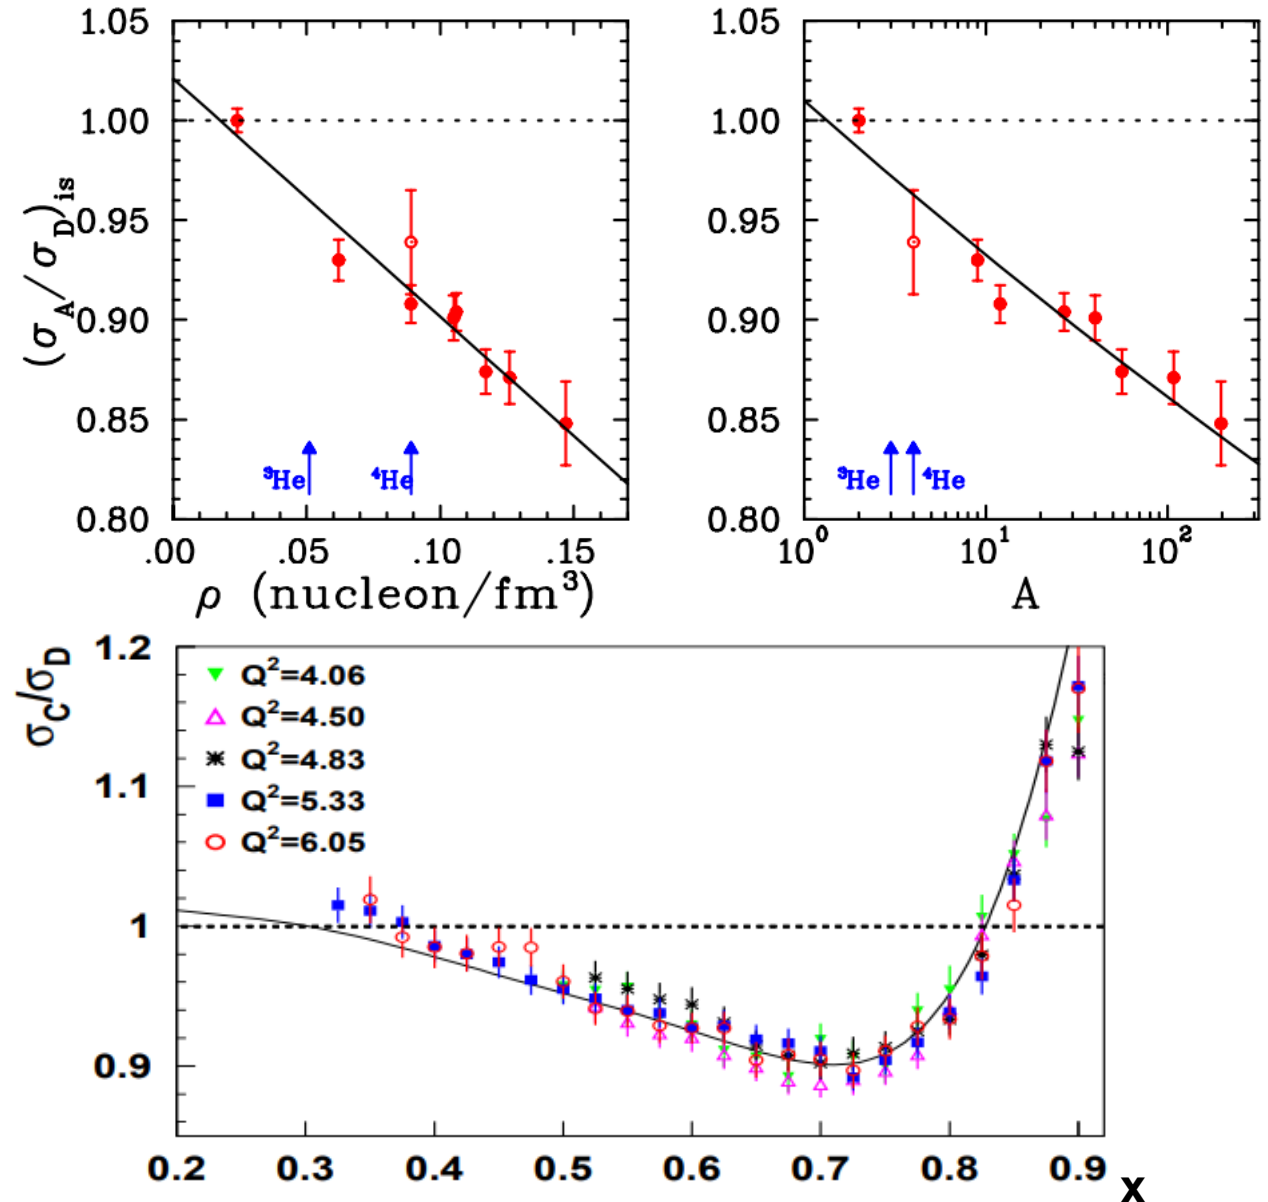 1.05
1.00
0.95
0.90
0.85
0.80
(σA/σD)is
³He
⁴He
.00 .05 .10 .15
ρ (nucleon/fm³)
1.05
1.00
0.95
0.90
0.85
0.80
³He
⁴He
10⁰ 10¹ 10²
A
σC/σD
1.2
1.1
1
0.9
Q²=4.06
Q²=4.50
Q²=4.83
Q²=5.33
Q²=6.05
0.2 0.3 0.4 0.5 0.6 0.7 0.8 0.9
x